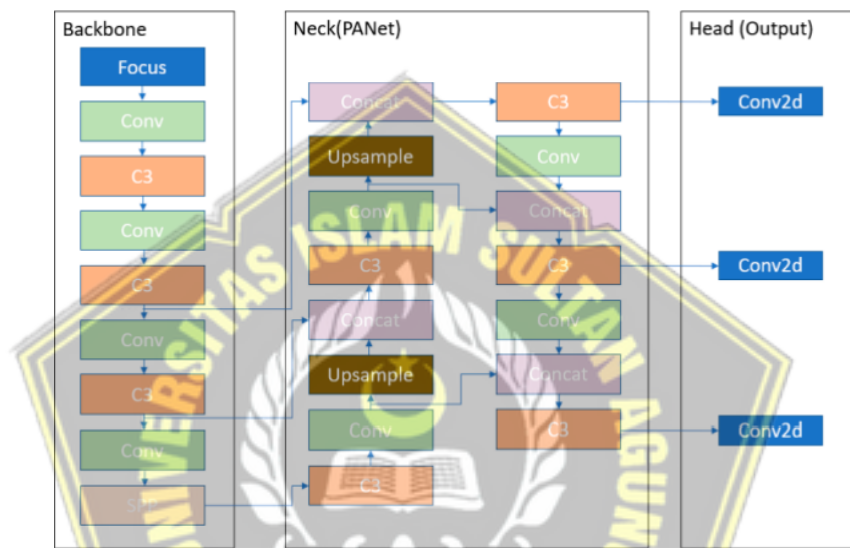 Backbone
Focus
Conv
C3
Conv
C3
Conv
C3
Conv
SPP
Neck(PANet)
Concat
Upsample
Conv
C3
Concat
Upsample
Conv
C3
C3
Conv
Concat
C3
Conv
Concat
C3
Head (Output)
Conv2d
Conv2d
Conv2d
UNIVERSITAS ISLAM SULTAN AGUNG